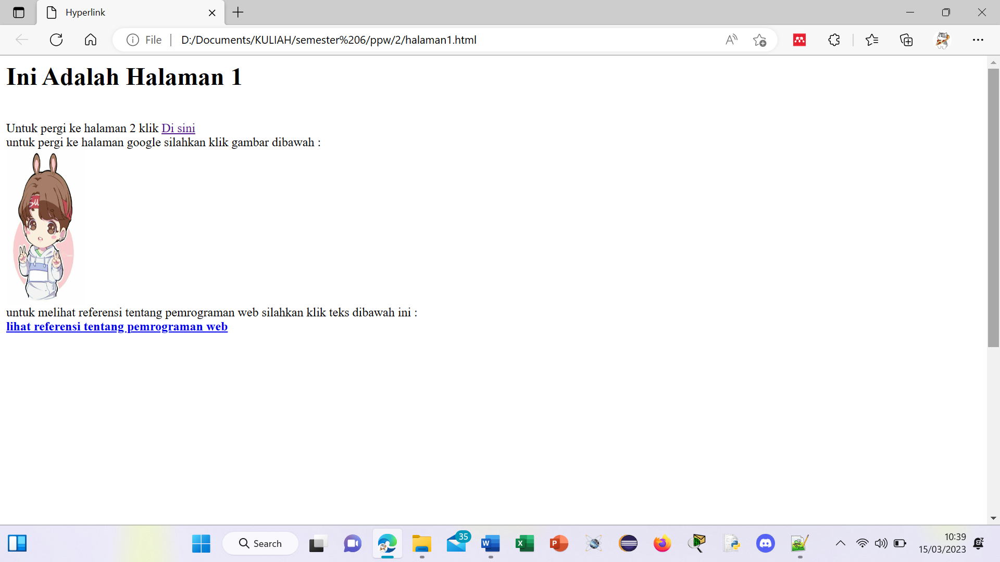 Hyperlink
File D:/Documents/KULIAH/semester%206/ppw/2/halaman1.html
Ini Adalah Halaman 1
Untuk pergi ke halaman 2 klik Di sini
untuk pergi ke halaman google silahkan klik gambar dibawah :
SU
untuk melihat referensi tentang pemrograman web silahkan klik teks dibawah ini :
lihat referensi tentang pemrograman web
Search
35
10:39
15/03/2023